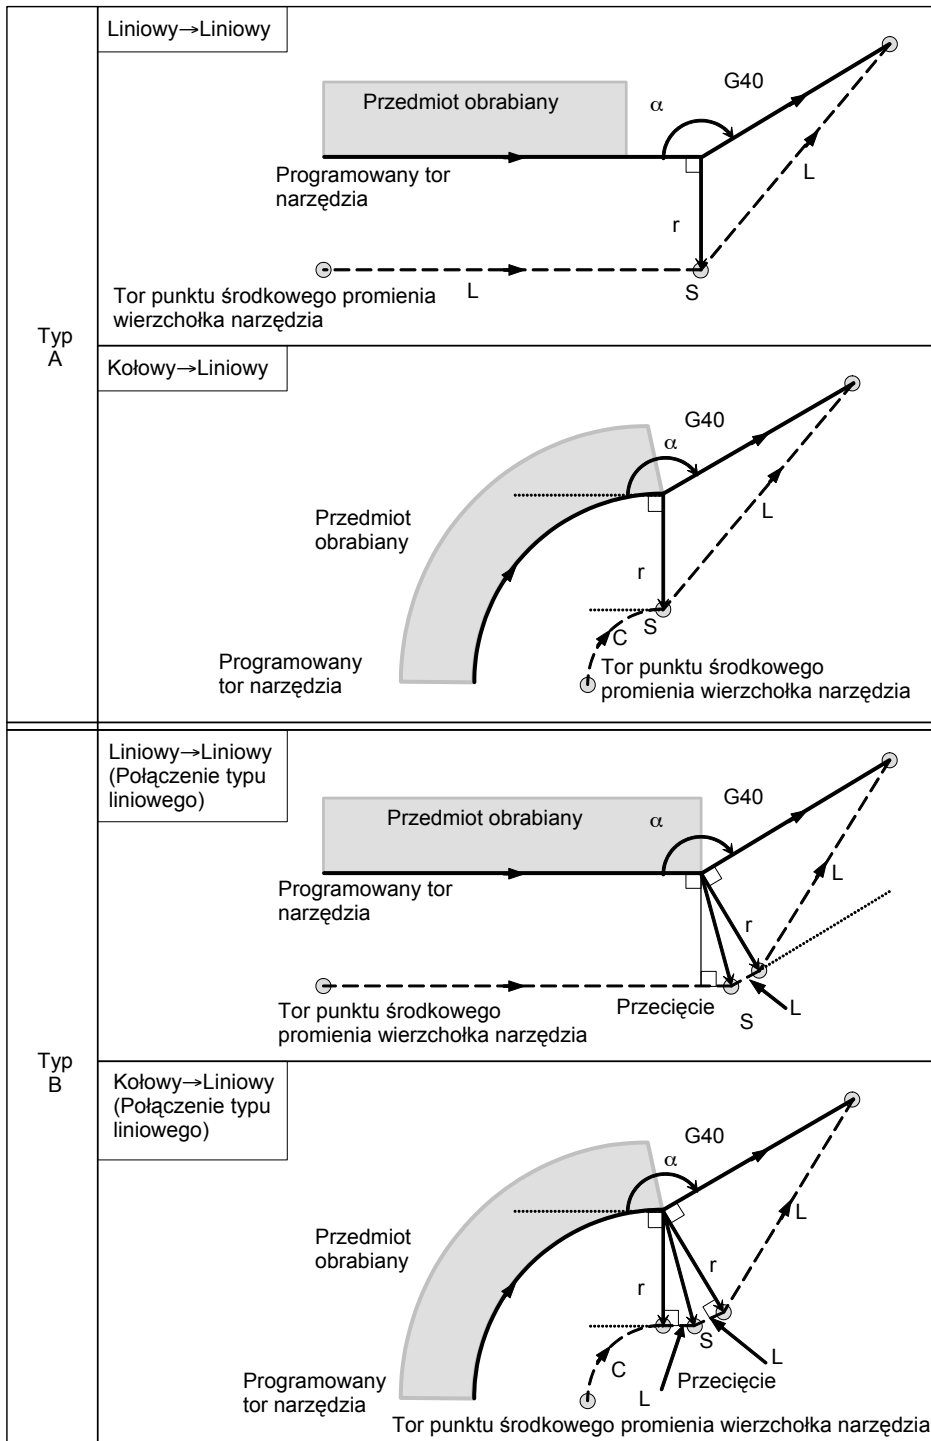 Typ
A
Liniowy→Liniowy
Przedmiot obrabiany
α
G40
Programowany tor
narzędzia
r
L
L
S
Tor punktu środkowego promienia
wierzchołka narzędzia
Kołowy→Liniowy
G40
α
Przedmiot
obrabiany
L
r
C
S
Programowany
tor narzędzia
Tor punktu środkowego
promienia wierzchołka narzędzia
Typ
B
Liniowy→Liniowy
(Połączenie typu
liniowego)
Przedmiot obrabiany
α
G40
Programowany tor
narzędzia
L
r
Przecięcie
S
L
Tor punktu środkowego
promienia wierzchołka narzędzia
Kołowy→Liniowy
(Połączenie typu
liniowego)
G40
α
Przedmiot
obrabiany
L
r
r
S
C
L
L
Przecięcie
Programowany
tor narzędzia
Tor punktu środkowego promienia wierzchołka narzędzia